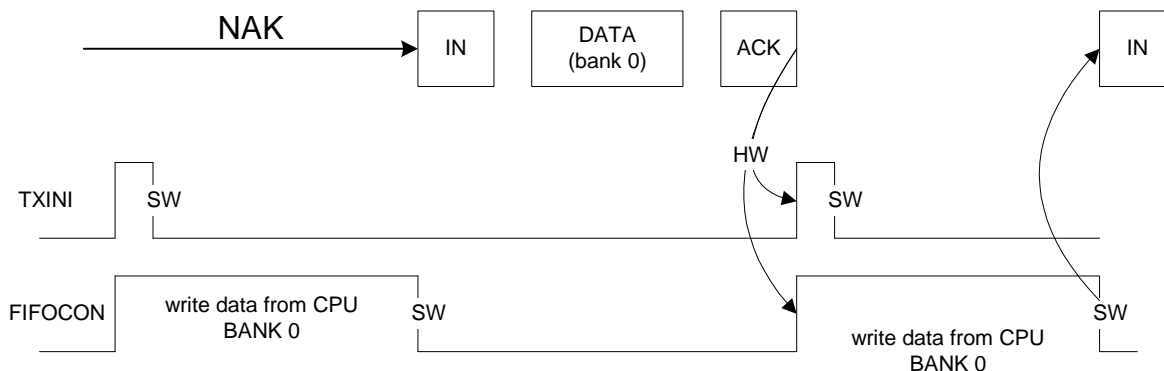 NAK
IN
DATA
(bank 0)
ACK
IN
HW
TXINI
SW
SW
FIFOCON
write data from CPU
BANK 0
SW
write data from CPU
BANK 0
SW